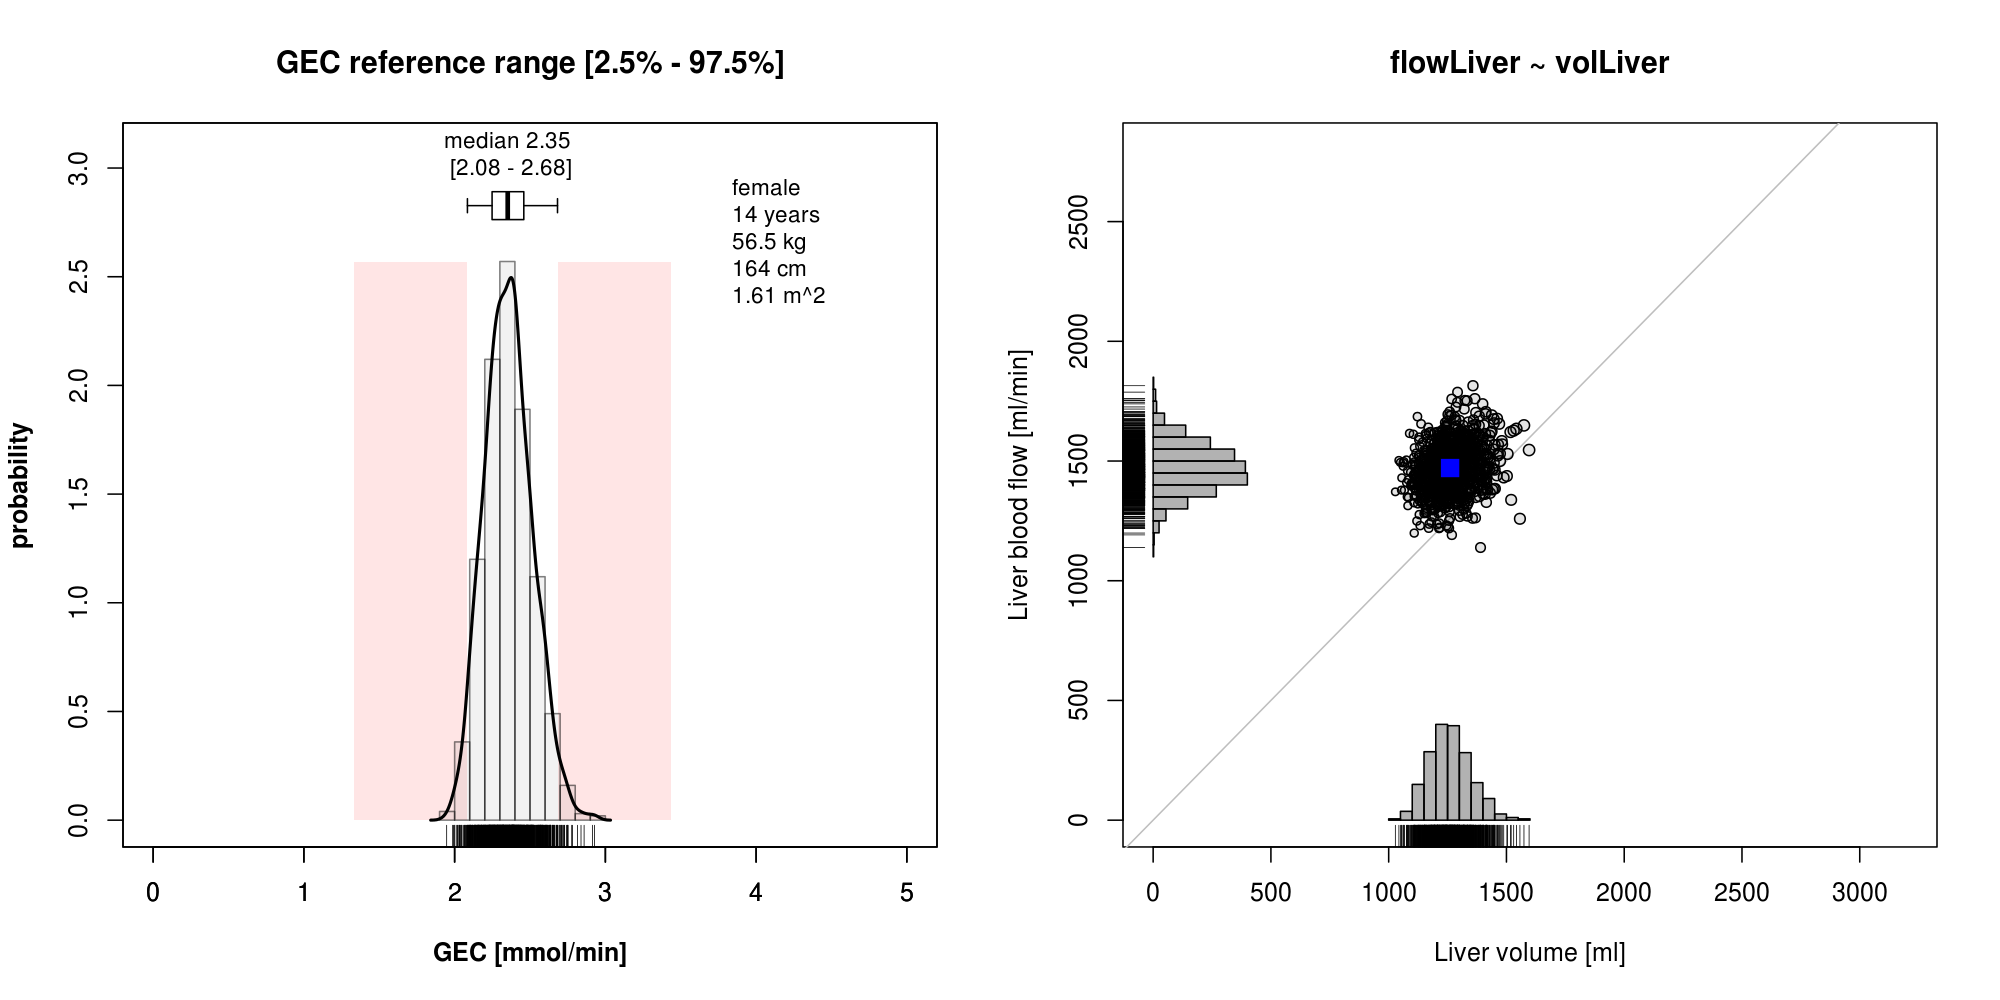 GEC reference range [2.5% - 97.5%]
median 2.35
[2.08 - 2.68]
female
14 years
56.5 kg
164 cm
1.61 m^2
probability
3.0
2.5
2.0
1.5
1.0
0.5
0.0
0 1 2 3 4 5
GEC [mmol/min]
flowLiver ~ volLiver
Liver blood flow [ml/min]
2500
2000
1500
1000
500
0
0 500 1000 1500 2000 2500 3000
Liver volume [ml]